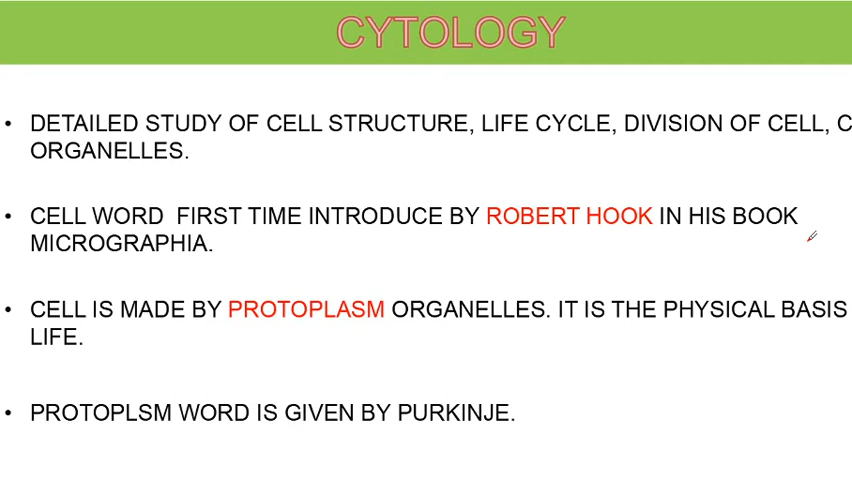 CYTOLOGY
• DETAILED STUDY OF CELL STRUCTURE, LIFE CYCLE, DIVISION OF CELL, C
ORGANELLES.
• CELL WORD FIRST TIME INTRODUCE BY ROBERT HOOK IN HIS BOOK
MICROGRAPHIA.
• CELL IS MADE BY PROTOPLASM ORGANELLES. IT IS THE PHYSICAL BASIS
LIFE.
• PROTOPLSM WORD IS GIVEN BY PURKINJE.